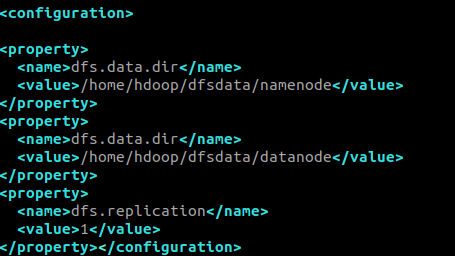 <configuration>

<property>
  <name>dfs.data.dir</name>
  <value>/home/hdoop/dfsdata/namenode</value>
</property>
<property>
  <name>dfs.data.dir</name>
  <value>/home/hdoop/dfsdata/datanode</value>
</property>
<property>
  <name>dfs.replication</name>
  <value>1</value>
</property></configuration>